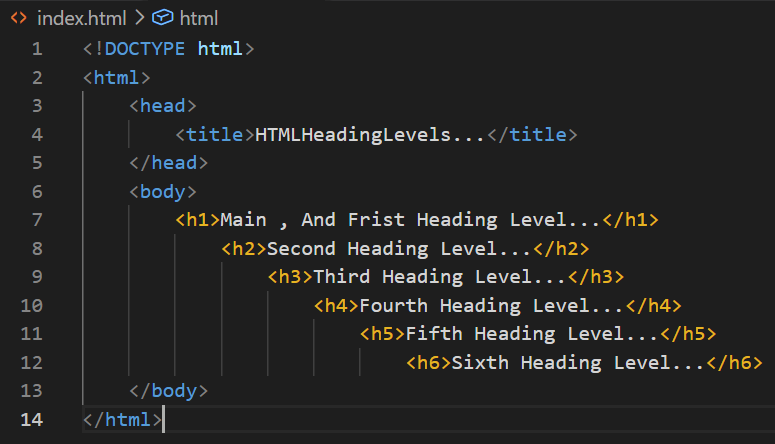 index.html > html
1 <!DOCTYPE html>
2 <html>
3     <head>
4         <title>HTMLHeadingLevels...</title>
5     </head>
6     <body>
7         <h1>Main , And Frist Heading Level...</h1>
8             <h2>Second Heading Level...</h2>
9                 <h3>Third Heading Level...</h3>
10                     <h4>Fourth Heading Level...</h4>
11                         <h5>Fifth Heading Level...</h5>
12                             <h6>Sixth Heading Level...</h6>
13     </body>
14 </html>